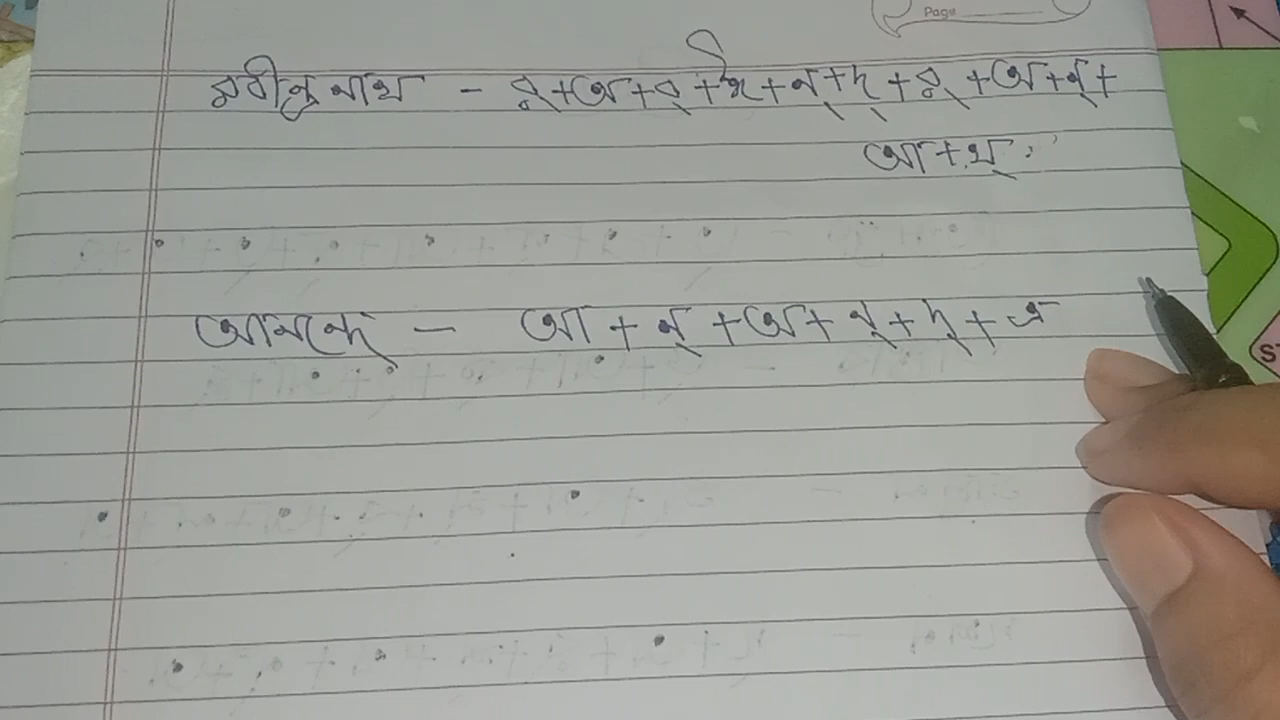 Page
রবীন্দ্রনাথ - র্+অ+ব্+ঈ+ন্+দ্+র্+অ+ন্+
আ+থ্
আনন্দে - আ+ন্+অ+ন্+দ্+এ